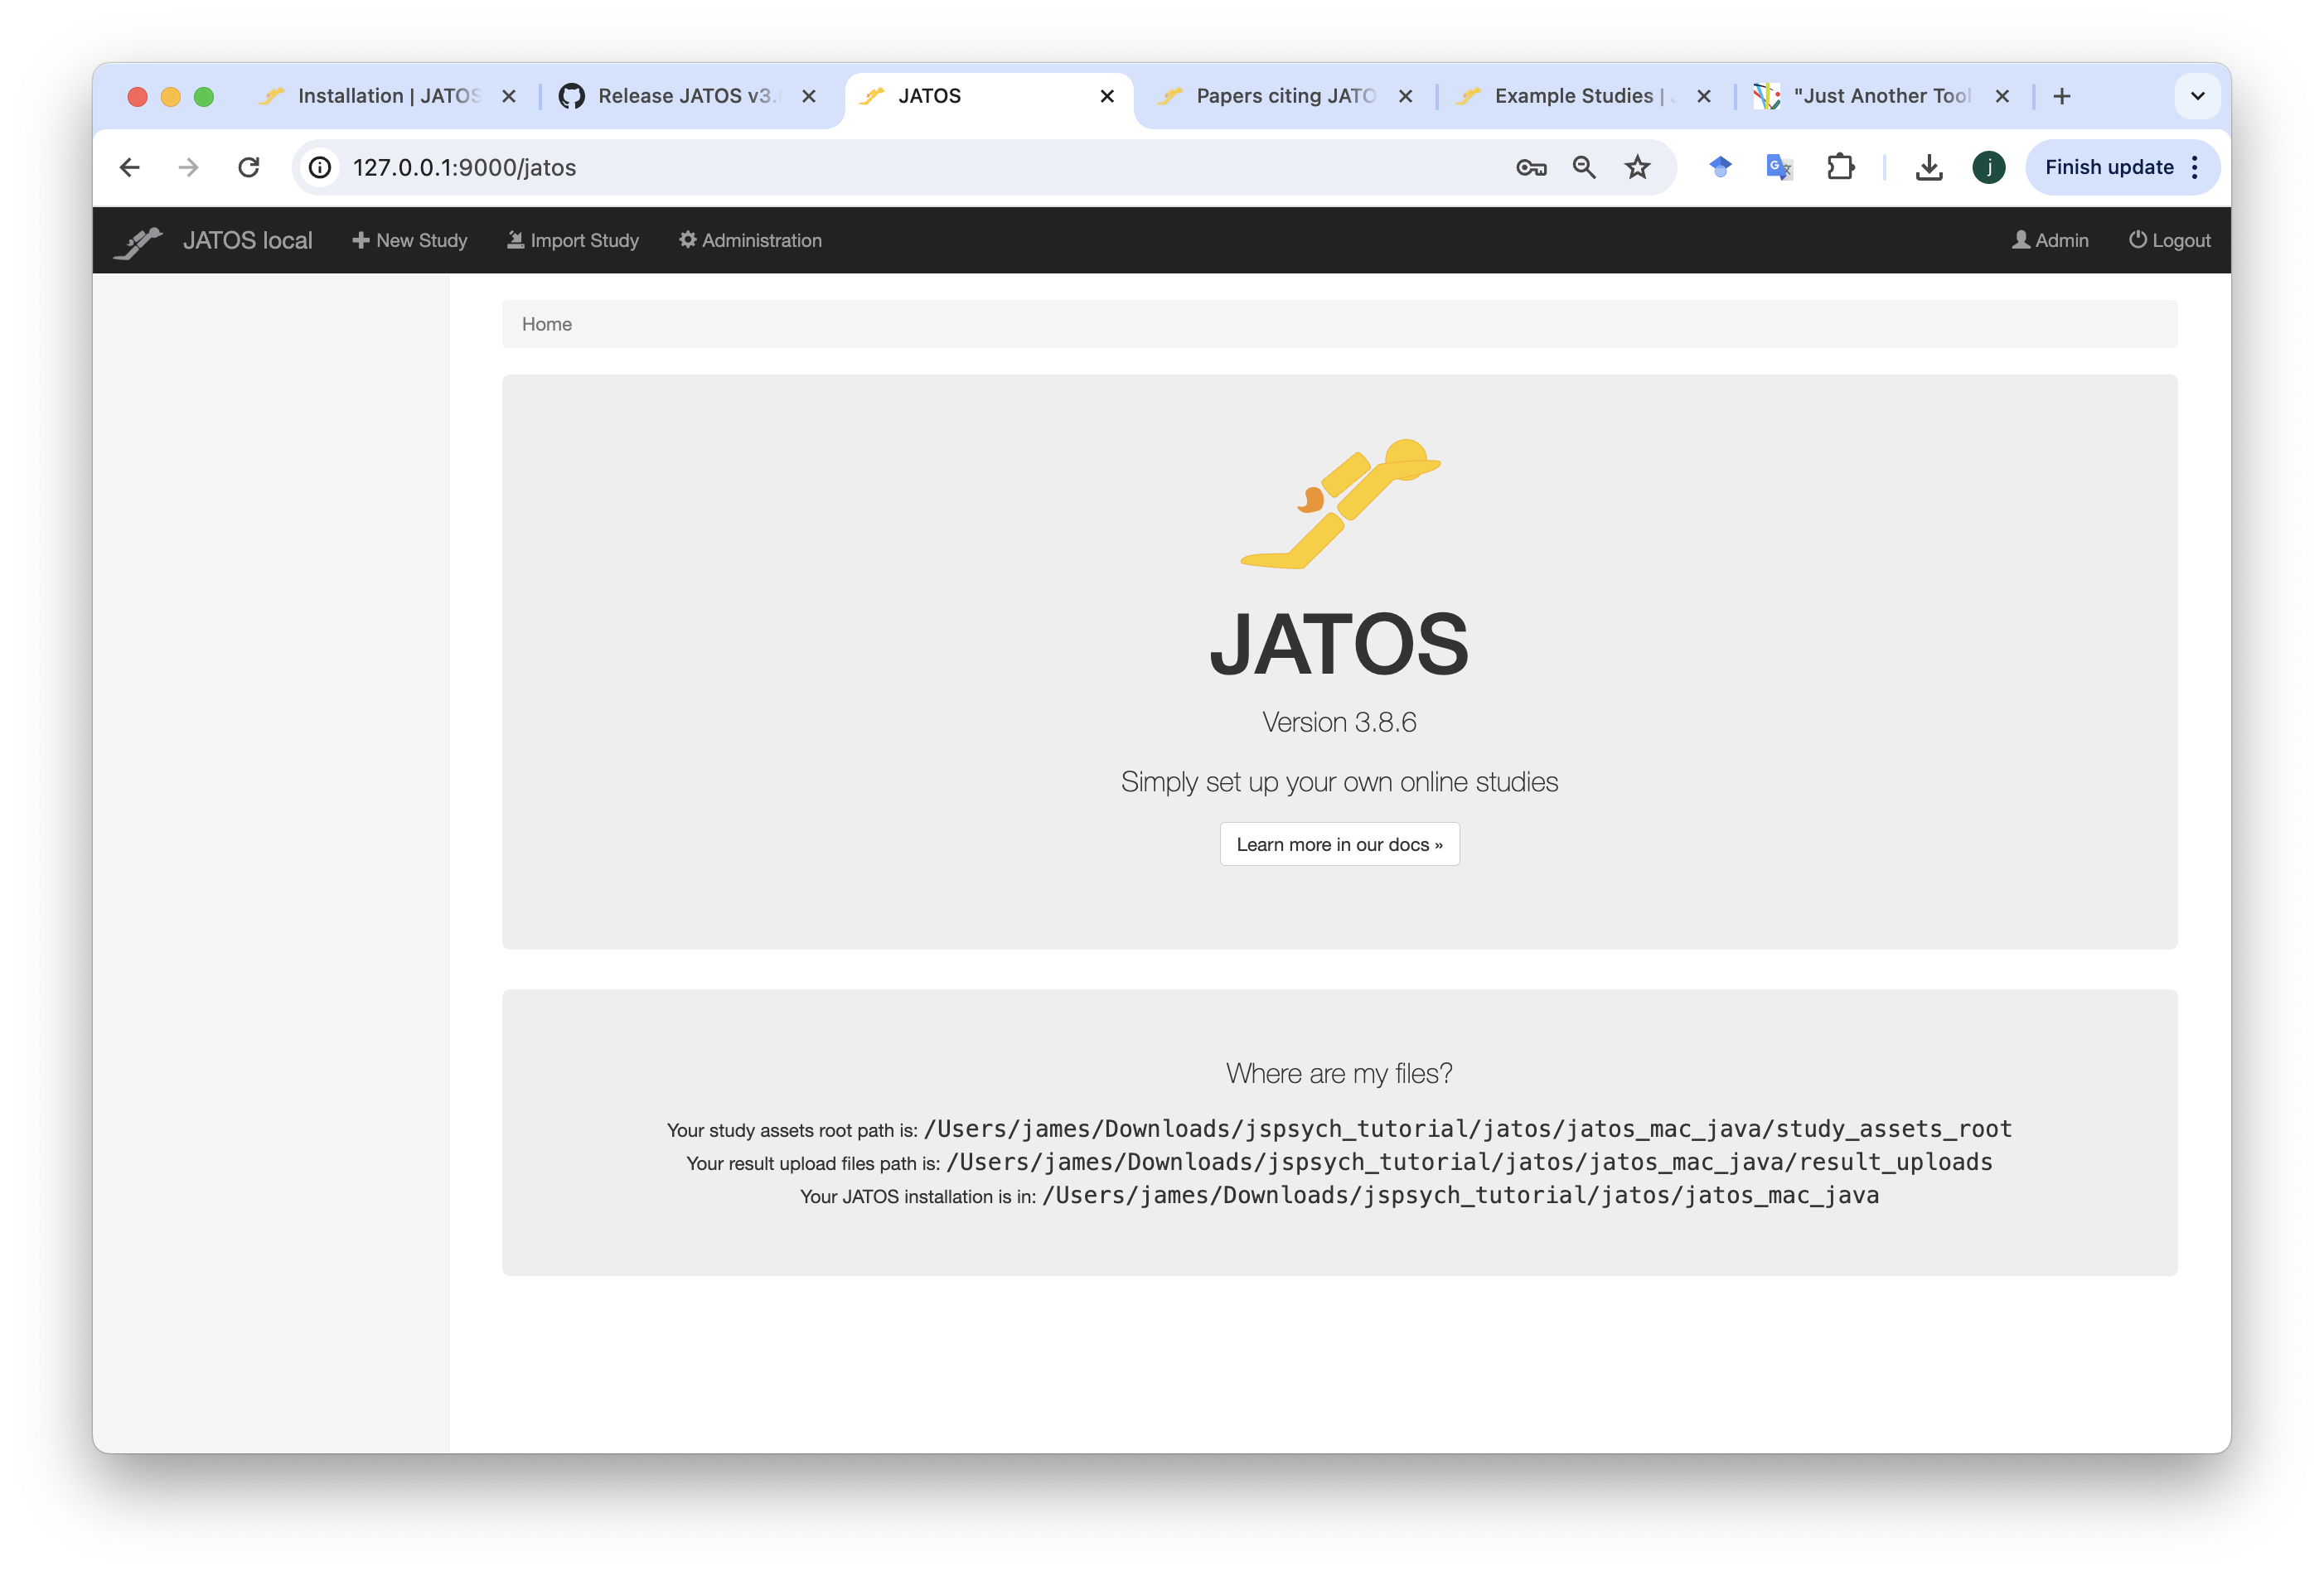 Installation | JATOS
Release JATOS v3.
JATOS
Papers citing JATO
Example Studies |
"Just Another Tool
127.0.0.1:9000/jatos
j
Finish update
JATOS local
New Study
Import Study
Administration
Admin
Logout
Home
JATOS
Version 3.8.6
Simply set up your own online studies
Learn more in our docs »
Where are my files?
Your study assets root path is: /Users/james/Downloads/jspsych_tutorial/jatos/jatos_mac_java/study_assets_root
Your result upload files path is: /Users/james/Downloads/jspsych_tutorial/jatos/jatos_mac_java/result_uploads
Your JATOS installation is in: /Users/james/Downloads/jspsych_tutorial/jatos/jatos_mac_java